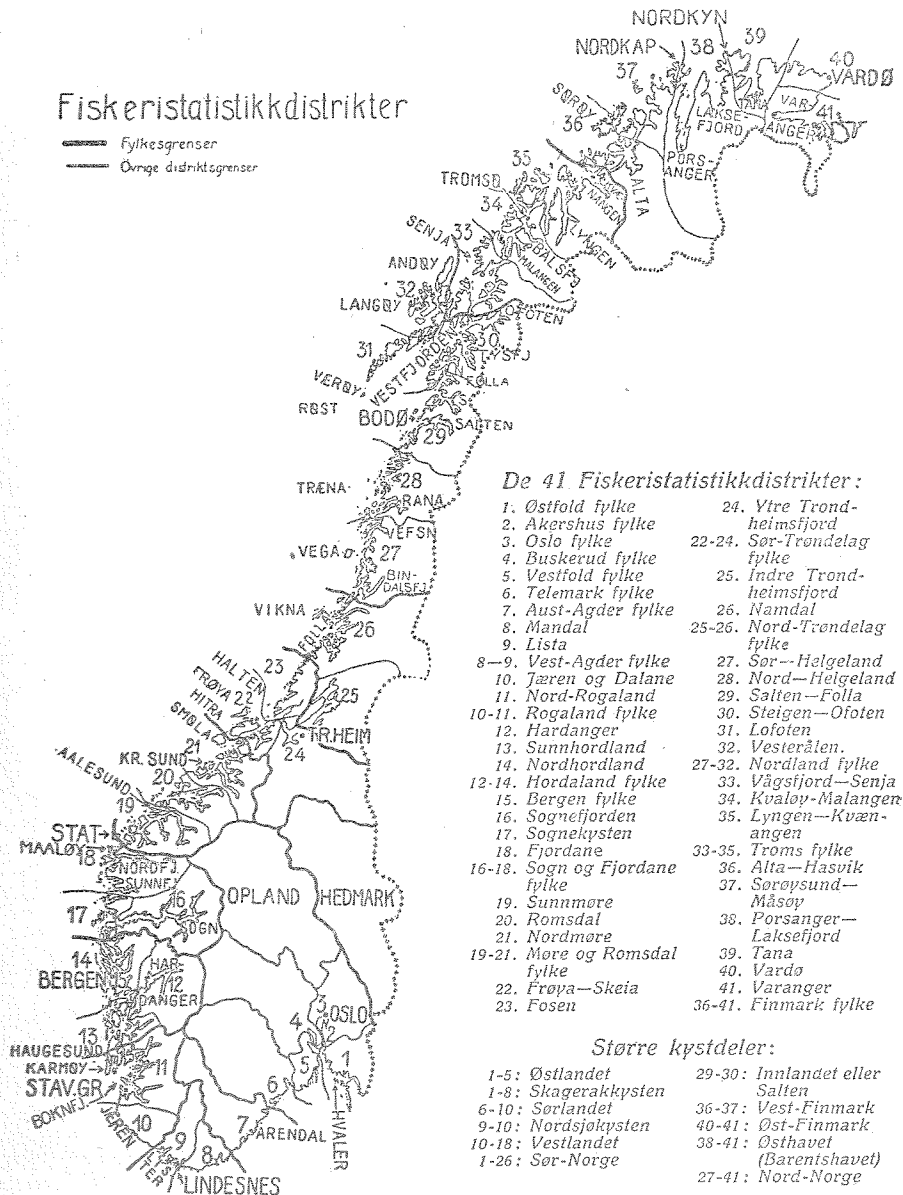 Fiskeristatistikkdistrikter
Fylkesgrenser
Övrige distriktsgrenser
NORDKYN
NORDKAP
38
39
40
VARDØ
37
TANA
VAR-
ANGER
41
LAKSE-
FJORD
SØRØY
36
PORS-
ANGER
ALTA
35
TROMSØ
34
KVÆ-
NANGEN
LYNGEN
SENJA
33
BALSFJ
MALANGEN
ANDØY
32
LANGØY
OFOTEN
31
30
TYSFJ
VESTFJORDEN
VÆRØY
FOLLA
RØST
BODØ
SALTEN
29
TRÆNA
28
RANA
VEFSN
VEGA
27
BIN-
DALSFJ.
VIKNA
26
FOLLA
23
HALTEN
FRØYA
22
25
HITRA
SMØLA
TR.HEIM
24
21
KR. SUND
20
AALESUND
19
STAT
MAALØY
18
NORDFJ.
SUNNF.
OPLAND
HEDMARK
16
17
SOGN
14
BERGEN
HAR-
12
DANGER
3
OSLO
4
2
13
HAUGESUND
KARMØY
11
5
1
STAV.GR
BOKNFJ.
6
HVALER
JÆREN
10
7
ARENDAL
9
LISTER
8
LINDESNES
De 41 Fiskeristatistikkdistrikter:
1. Østfold fylke
2. Akershus fylke
3. Oslo fylke
4. Buskerud fylke
5. Vestfold fylke
6. Telemark fylke
7. Aust-Agder fylke
8. Mandal
9. Lista
8—9. Vest-Agder fylke
10. Jæren og Dalane
11. Nord-Rogaland
10-11. Rogaland fylke
12. Hardanger
13. Sunnhordland
14. Nordhordland
12-14. Hordaland fylke
15. Bergen fylke
16. Sognefjorden
17. Sognekysten
18. Fjordane
16-18. Sogn og Fjordane
fylke
19. Sunnmøre
20. Romsdal
21. Nordmøre
19-21. Møre og Romsdal
fylke
22. Frøya—Skeia
23. Fosen
24. Ytre Trond-
heimsfjord
22-24. Sør-Trøndelag
fylke
25. Indre Trond-
heimsfjord
26. Namdal
25-26. Nord-Trøndelag
fylke
27. Sør—Helgeland
28. Nord—Helgeland
29. Salten—Folla
30. Steigen—Ofoten
31. Lofoten
32. Vesterålen.
27-32. Nordland fylke
33. Vågsfjord—Senja
34. Kvaløy-Malangen
35. Lyngen—Kvæn-
angen
33-35. Troms fylke
36. Alta—Hasvik
37. Sørøysund—
Måsøy
38. Porsanger—
Laksefjord
39. Tana
40. Vardø
41. Varanger
36-41. Finmark fylke
Større kystdeler:
1-5: Østlandet
1-8: Skagerakkysten
6-10: Sørlandet
9-10: Nordsjøkysten
10-18: Vestlandet
1-26: Sør-Norge
29-30: Innlandet eller
Salten
36-37: Vest-Finmark
40-41: Øst-Finmark
38-41: Østhavet
(Barentshavet)
27-41: Nord-Norge